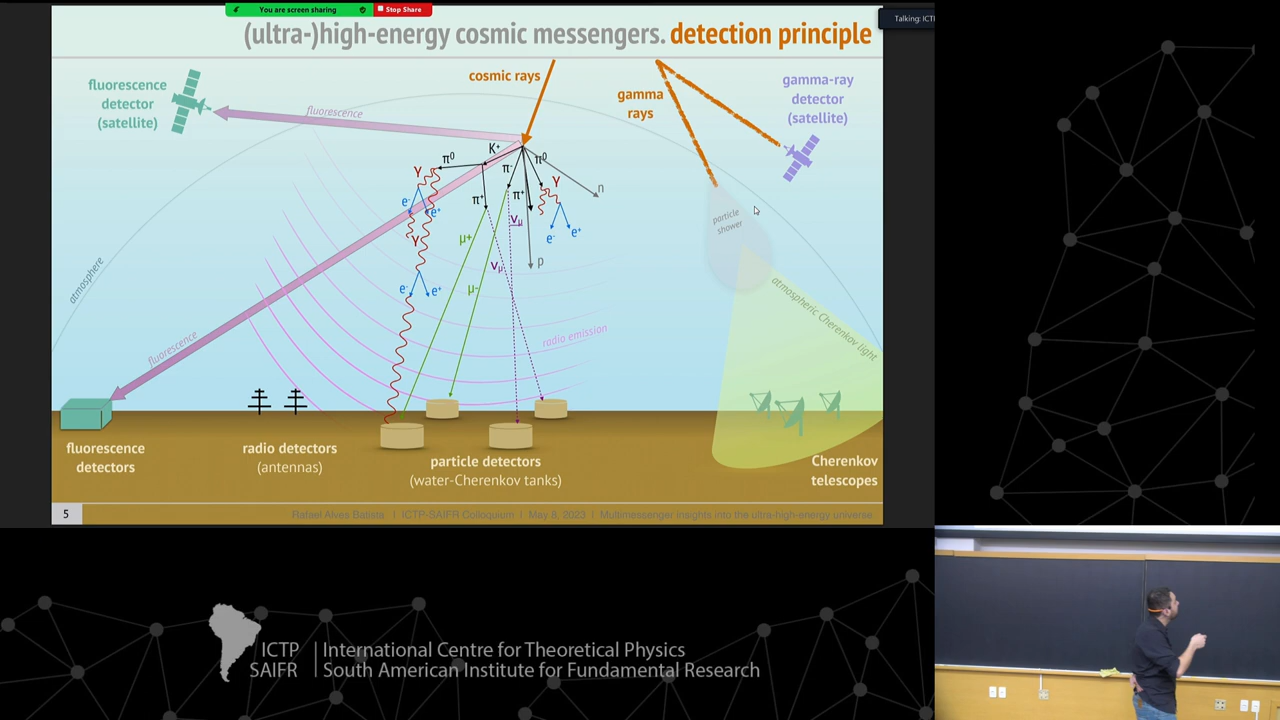 You are screen sharing
Stop Share
Talking: ICTI
(ultra-)high-energy cosmic messengers. detection principle
fluorescence
detector
(satellite)
cosmic rays
gamma
rays
gamma-ray
detector
(satellite)
fluorescence
K⁺
π⁰
π⁻
π⁰
γ
γ
π⁺
π⁺
n
e⁻
e⁺
νμ
e⁻
e⁺
γ
μ+
νμ
p
e⁻
e⁺
μ-
particle
shower
atmosphere
atmospheric Cherenkov light
radio emission
fluorescence
fluorescence
detectors
radio detectors
(antennas)
particle detectors
(water-Cherenkov tanks)
Cherenkov
telescopes
5
Rafael Alves Batista | ICTP-SAIFR Colloquium | May 8, 2023 | Multimessenger insights into the ultra-high-energy universe
ICTP
SAIFR
International Centre for Theoretical Physics
South American Institute for Fundamental Research